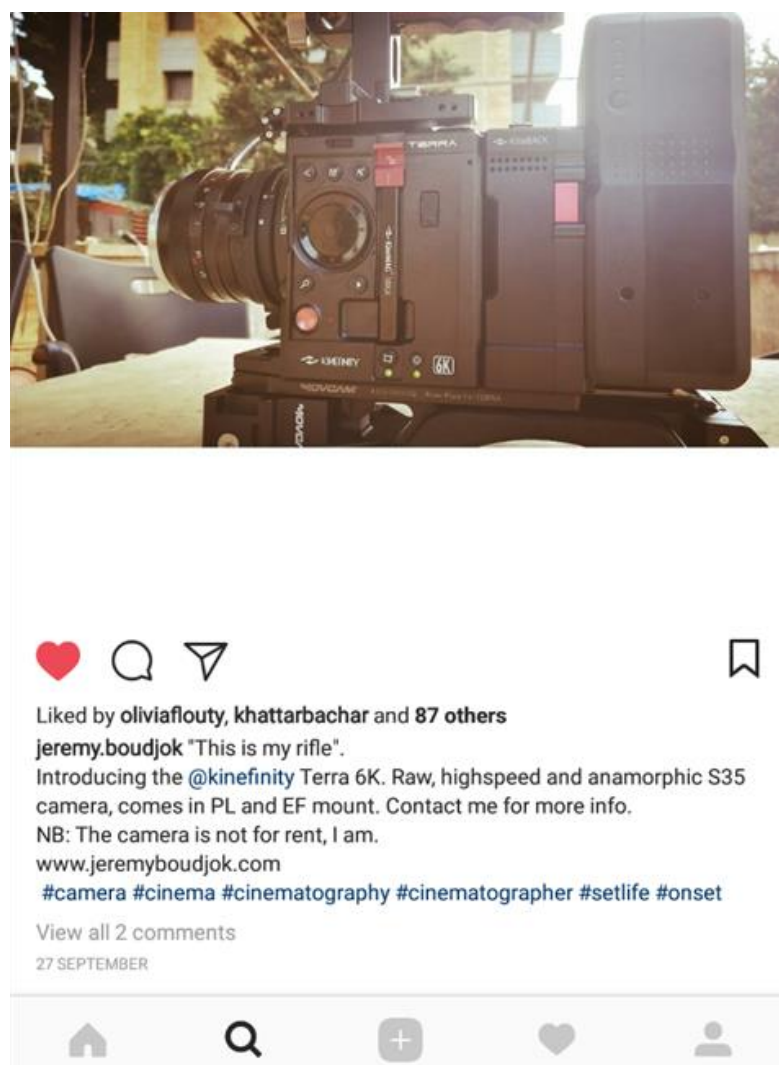 TERRA
KINEBACK
KINEFINITY
6K
MOVCAM
MOVCAM
Liked by oliviaflouty, khattarbachar and 87 others
jeremy.boudjok "This is my rifle".
Introducing the @kinefinity Terra 6K. Raw, highspeed and anamorphic S35
camera, comes in PL and EF mount. Contact me for more info.
NB: The camera is not for rent, I am.
www.jeremyboudjok.com
#camera #cinema #cinematography #cinematographer #setlife #onset
View all 2 comments
27 SEPTEMBER